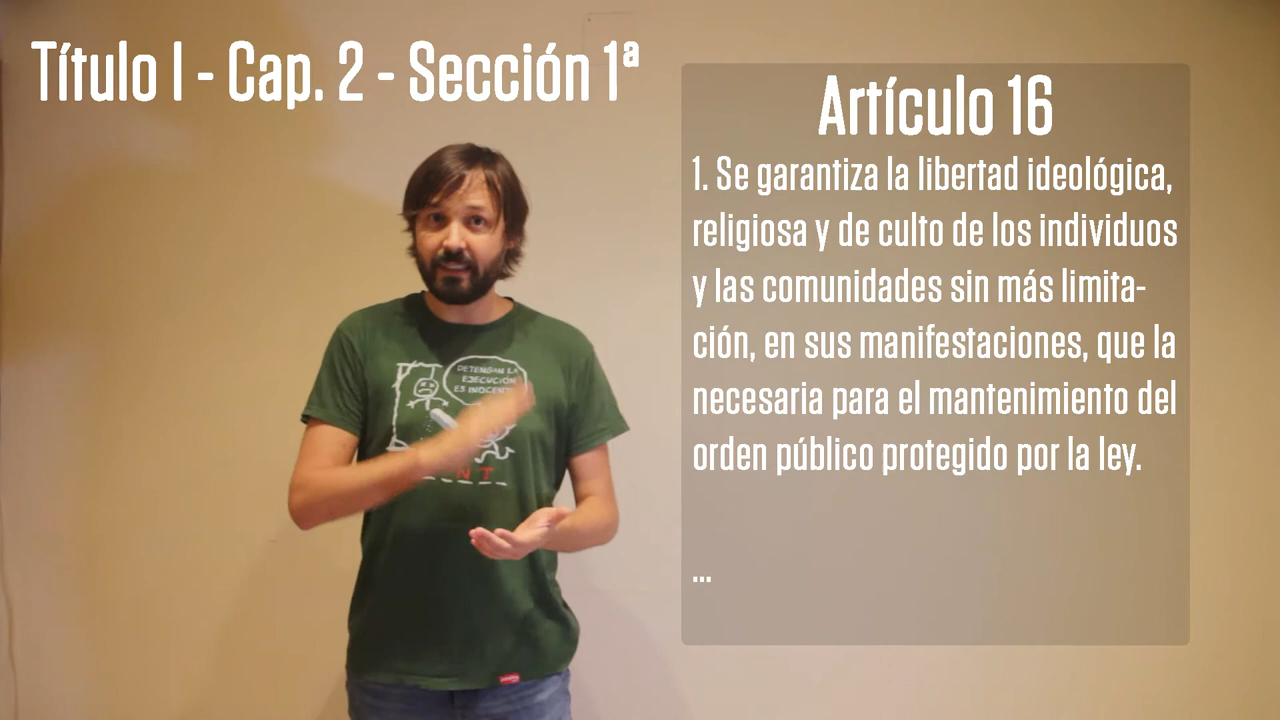 Título I - Cap. 2 - Sección 1ª
Artículo 16
1. Se garantiza la libertad ideológica,
religiosa y de culto de los individuos
y las comunidades sin más limita-
ción, en sus manifestaciones, que la
necesaria para el mantenimiento del
orden público protegido por la ley.
...
DETENGAN LA
EJECUCIÓN
ES
N T